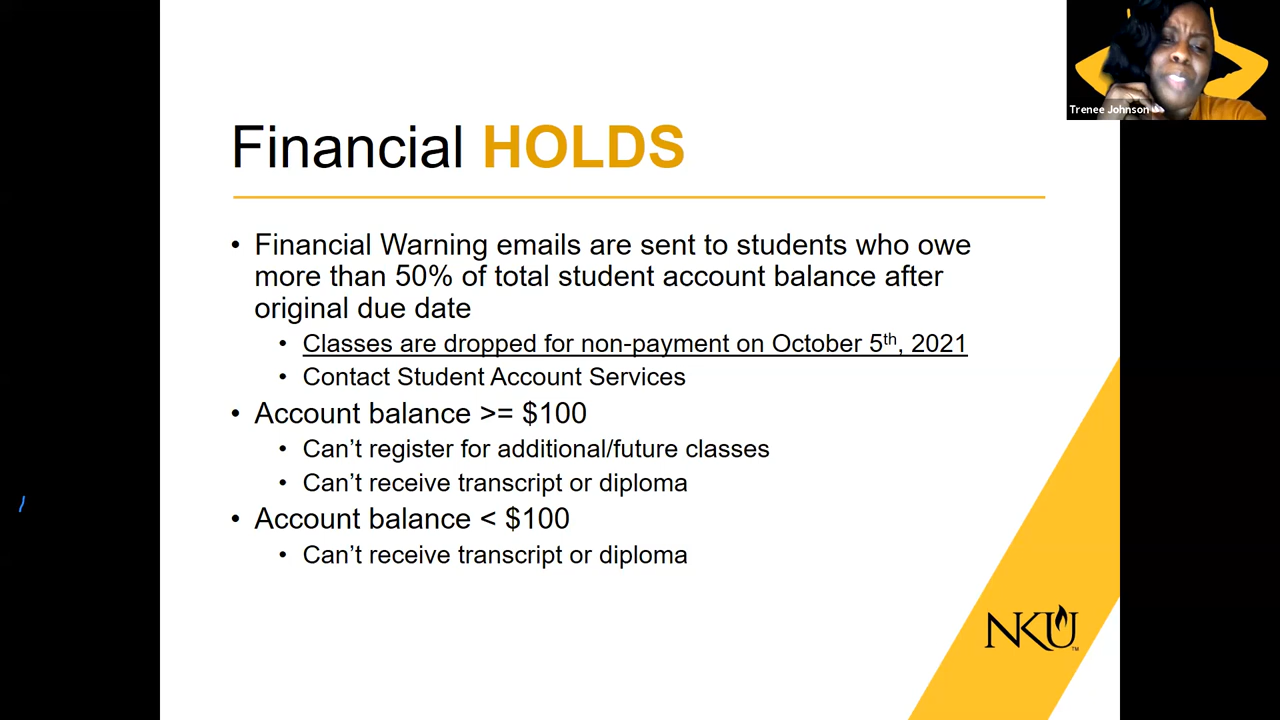 Trenee Johnson
Financial HOLDS
• Financial Warning emails are sent to students who owe
more than 50% of total student account balance after
original due date
• Classes are dropped for non-payment on October 5th, 2021
• Contact Student Account Services
• Account balance >= $100
• Can’t register for additional/future classes
• Can’t receive transcript or diploma
• Account balance < $100
• Can’t receive transcript or diploma
NKU™